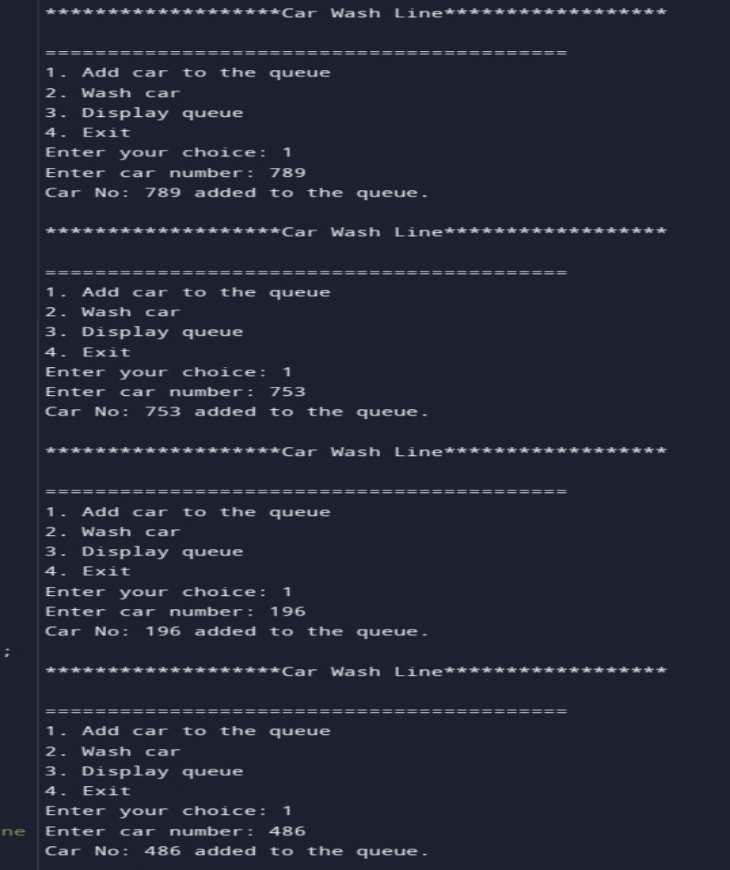 *******************Car Wash Line******************
==========================================
1. Add car to the queue
2. Wash car
3. Display queue
4. Exit
Enter your choice: 1
Enter car number: 789
Car No: 789 added to the queue.
*******************Car Wash Line******************
==========================================
1. Add car to the queue
2. Wash car
3. Display queue
4. Exit
Enter your choice: 1
Enter car number: 753
Car No: 753 added to the queue.
*******************Car Wash Line******************
==========================================
1. Add car to the queue
2. Wash car
3. Display queue
4. Exit
Enter your choice: 1
Enter car number: 196
Car No: 196 added to the queue.
;
*******************Car Wash Line******************
==========================================
1. Add car to the queue
2. Wash car
3. Display queue
4. Exit
Enter your choice: 1
ne Enter car number: 486
Car No: 486 added to the queue.